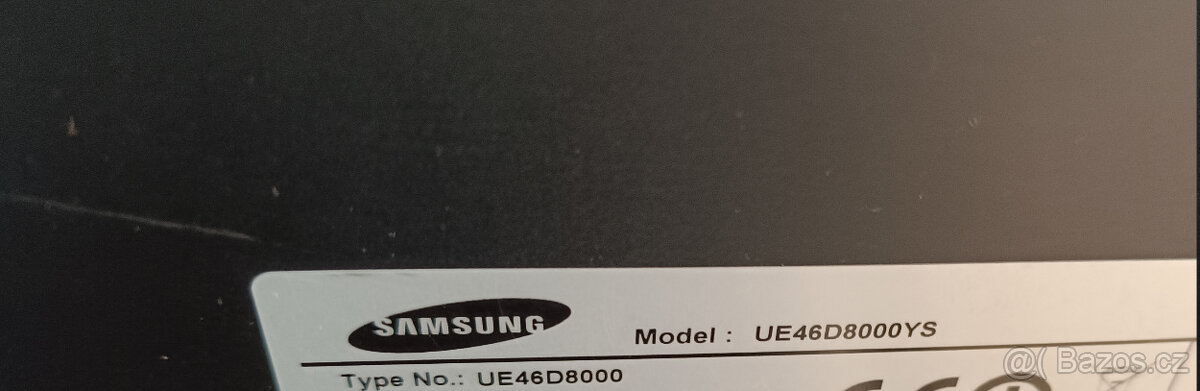 SAMSUNG
Model : UE46D8000YS
Type No.: UE46D8000
@( Bazos.cz